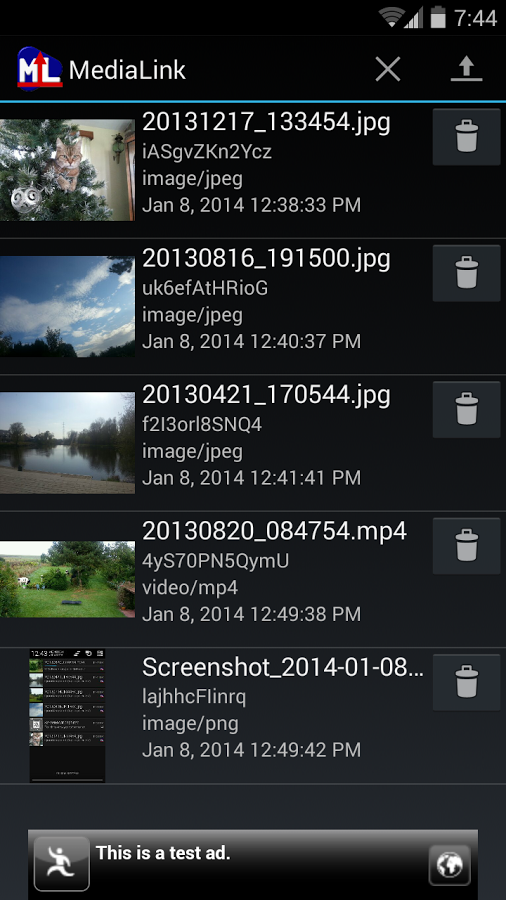 7:44
ML MediaLink
20131217_133454.jpg
iASgvZKn2Ycz
image/jpeg
Jan 8, 2014 12:38:33 PM
20130816_191500.jpg
uk6efAtHRioG
image/jpeg
Jan 8, 2014 12:40:37 PM
20130421_170544.jpg
f2I3orl8SNQ4
image/jpeg
Jan 8, 2014 12:41:41 PM
20130820_084754.mp4
4yS70PN5QymU
video/mp4
Jan 8, 2014 12:49:38 PM
12:43
Screenshot_2014-01-08...
lajhhcFIinrq
image/png
Jan 8, 2014 12:49:42 PM
This is a test ad.